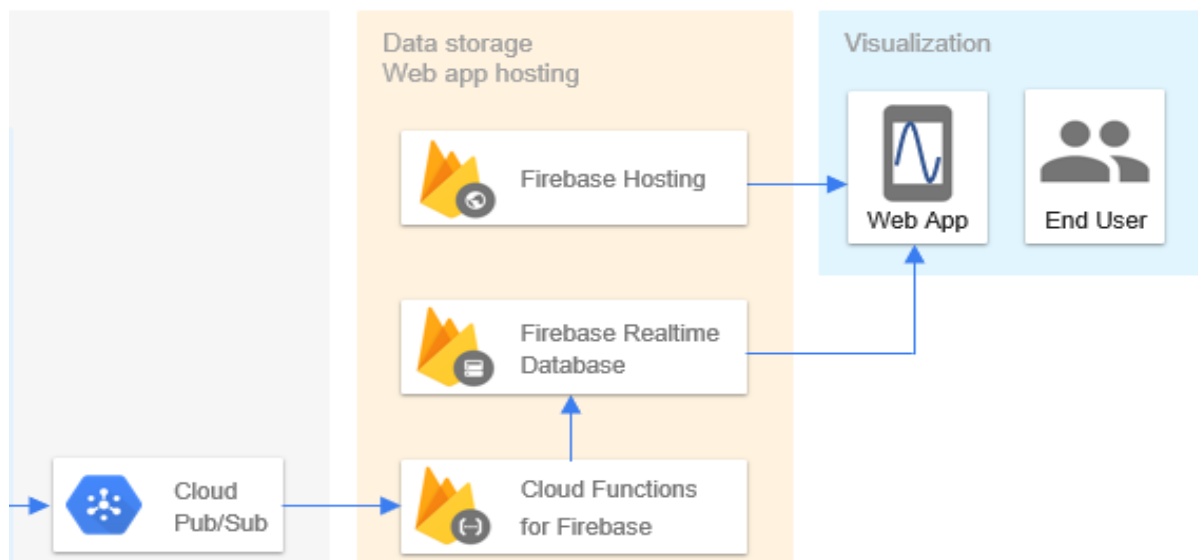 Data storage
Web app hosting
Visualization
Firebase Hosting
Web App
End User
Firebase Realtime
Database
Cloud
Pub/Sub
Cloud Functions
for Firebase